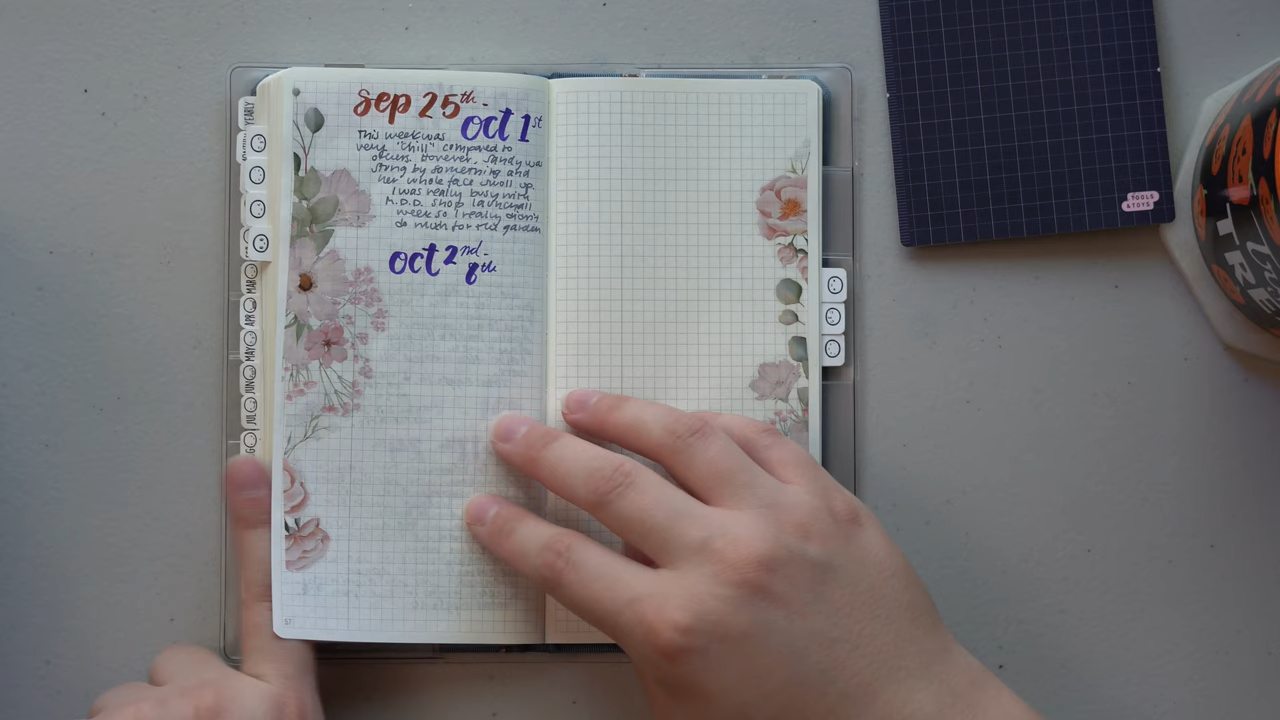 YEARLY
sep 25th -
oct 1st
This week was
very "chill" compared to
others. However, Sandy was
stung by something and
her whole face swoll up.
I was really busy with
M.D.D. shop launch all
week so I really didn't
do much for the garden
oct 2nd -
8th
MAR
APR
MAY
JUN
JUL
57
TOOLS
& TOYS
TRE